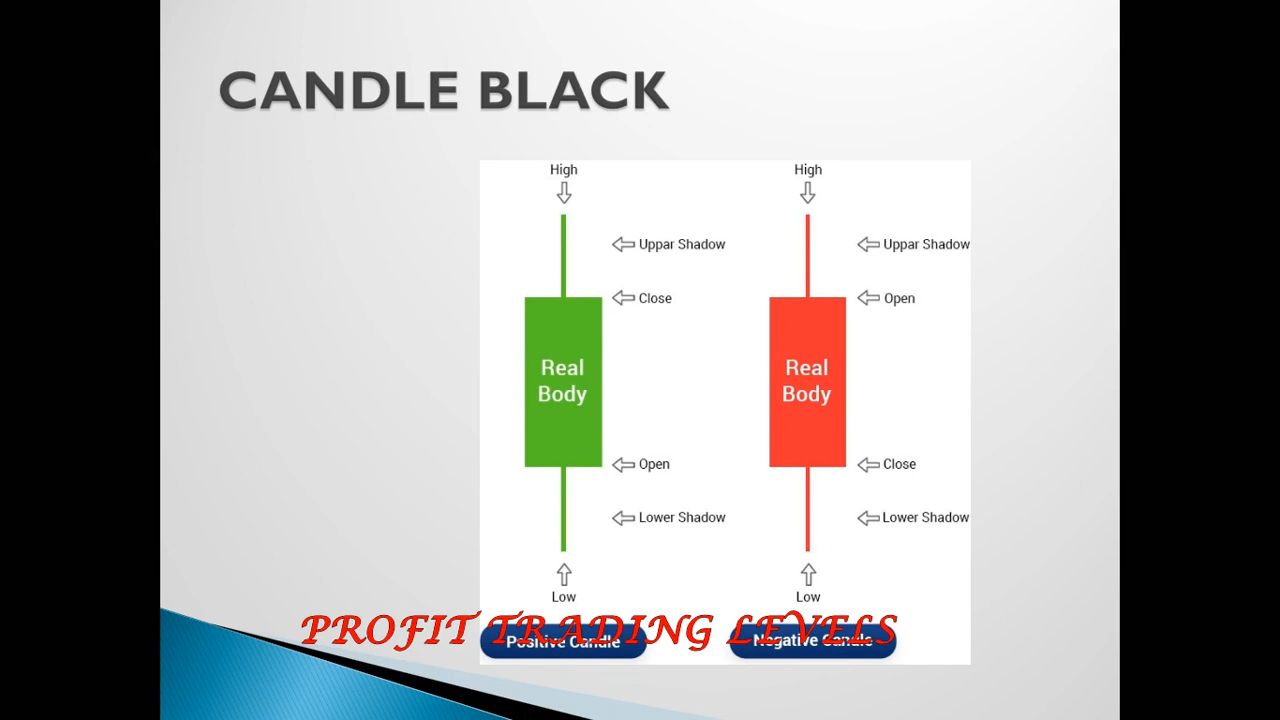 CANDLE BLACK
High High
Uppar Shadow Uppar Shadow
Close Open
Real Real
Body Body
Open Close
Lower Shadow Lower Shadow
Low Low
PROFIT TRADING LEVELS
Positive Candle Negative Candle